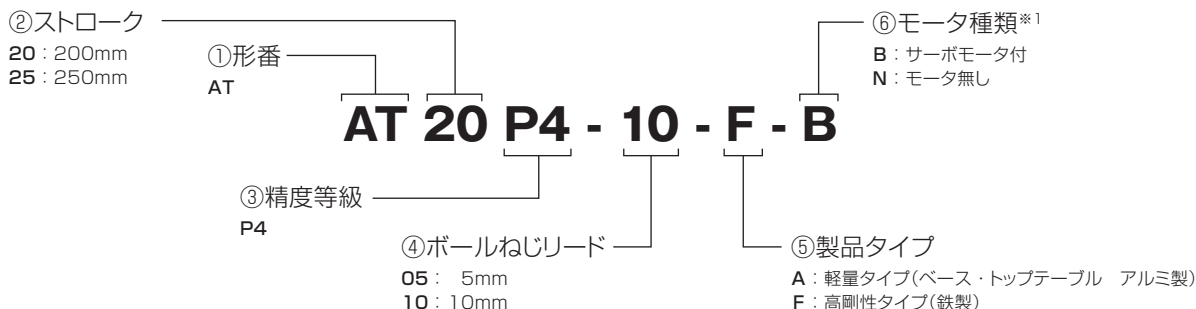 ②ストローク
20：200mm
25：250mm
①形番
AT
⑥モータ種類※1
B：サーボモータ付
N：モータ無し
AT 20 P4 - 10 - F - B
③精度等級
P4
④ボールねじリード
05： 5mm
10：10mm
⑤製品タイプ
A：軽量タイプ(ベース・トップテーブル　アルミ製)
F：高剛性タイプ(鉄製)